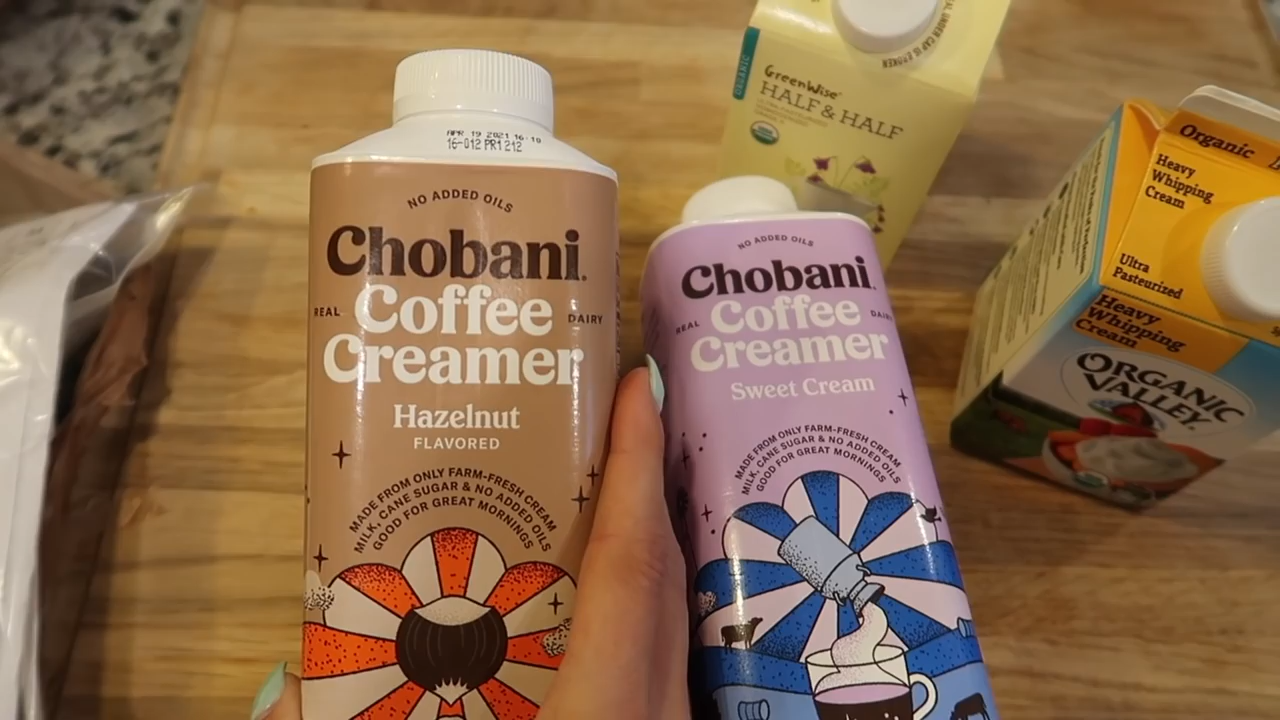 APR 19 2021 16:10
16-012 PR1 212
NO ADDED OILS
Chobani.
REAL Coffee DAIRY
Creamer
Hazelnut
FLAVORED
MADE FROM ONLY FARM-FRESH CREAM
MILK, CANE SUGAR & NO ADDED OILS
GOOD FOR GREAT MORNINGS
NO ADDED OILS
Chobani.
REAL Coffee DAIRY
Creamer
Sweet Cream
MADE FROM ONLY FARM-FRESH CREAM
MILK, CANE SUGAR & NO ADDED OILS
GOOD FOR GREAT MORNINGS
ORGANIC
GREENWISE
HALF & HALF
Organic
Heavy
Whipping
Cream
Ultra
Pasteurized
Heavy
Whipping
Cream
ORGANIC
VALLEY